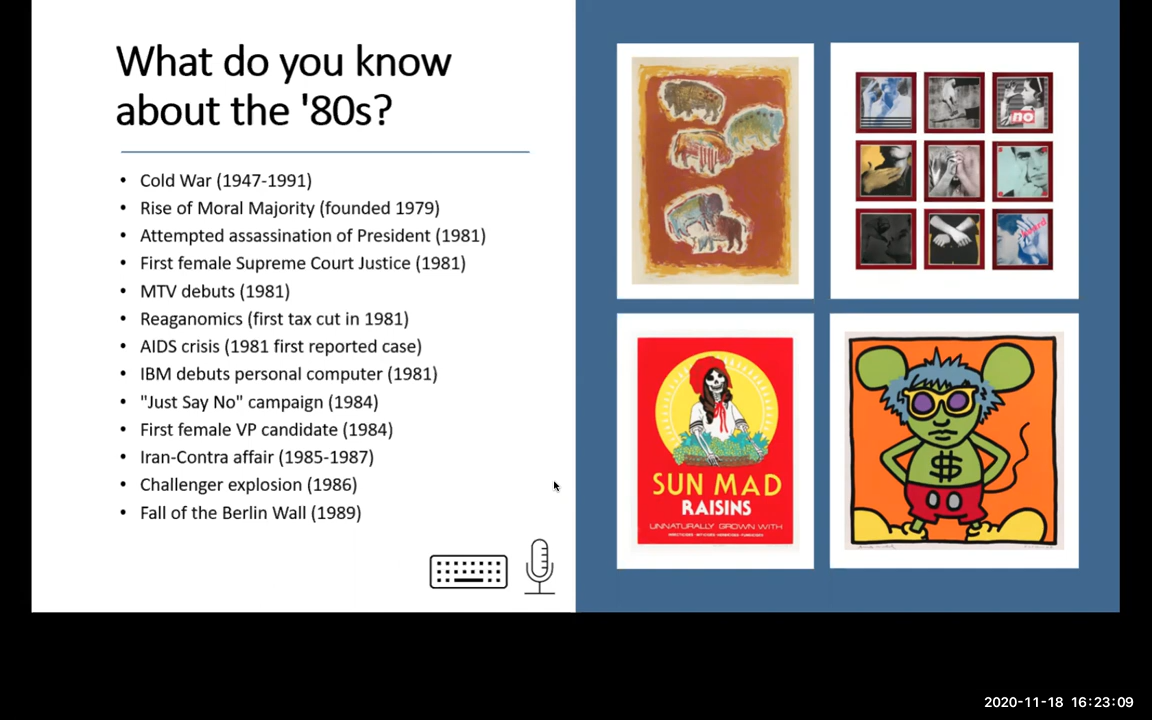 What do you know
about the '80s?
• Cold War (1947-1991)
• Rise of Moral Majority (founded 1979)
• Attempted assassination of President (1981)
• First female Supreme Court Justice (1981)
• MTV debuts (1981)
• Reaganomics (first tax cut in 1981)
• AIDS crisis (1981 first reported case)
• IBM debuts personal computer (1981)
• "Just Say No" campaign (1984)
• First female VP candidate (1984)
• Iran-Contra affair (1985-1987)
• Challenger explosion (1986)
• Fall of the Berlin Wall (1989)
no
SUN MAD
RAISINS
UNNATURALLY GROWN WITH
$
2020-11-18 16:23:09